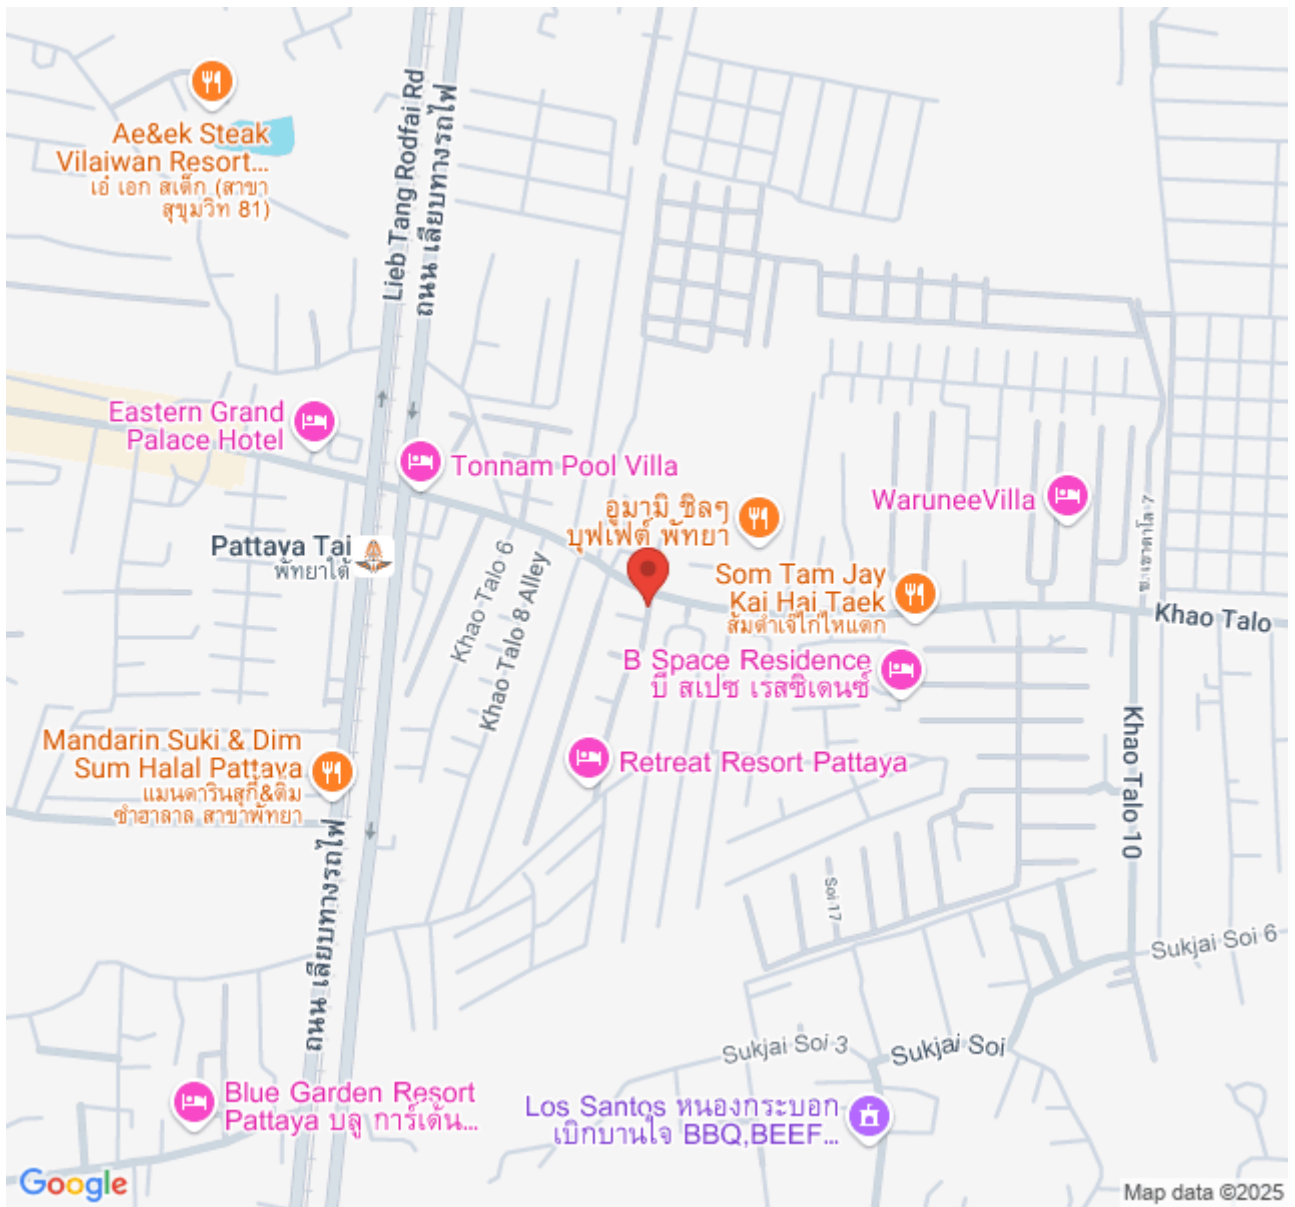 Ae&ek Steak
Vilaiwan Resort...
เอ๋ เอก สเต็ก (สาขา
สุขุมวิท 81)
Lieb Tang Rodfai Rd
ถนน เลียบทางรถไฟ
Eastern Grand
Palace Hotel
Tonnam Pool Villa
อูมามิ ชิลๆ
บุฟเฟ่ต์ พัทยา
WaruneeVilla
ซ.เขาตาโล 7
Pattaya Tai
พัทยาใต้
Khao Talo 6
Khao Talo 8 Alley
Som Tam Jay
Kai Hai Taek
ส้มตำเจ๊ไก่ไหแตก
Khao Talo
B Space Residence
บี สเปซ เรสซิเดนซ์
Mandarin Suki & Dim
Sum Halal Pattaya
แมนดารินสุกี้&ติ่ม
ซำฮาลาล สาขาพัทยา
Retreat Resort Pattaya
Khao Talo 10
Soi 17
ถนน เลียบทางรถไฟ
Sukjai Soi 6
Sukjai Soi 3
Sukjai Soi
Blue Garden Resort
Pattaya บลู การ์เด้น...
Los Santos หนองกระบอก
เบิกบานใจ BBQ,BEEF...
Google
Map data ©2025